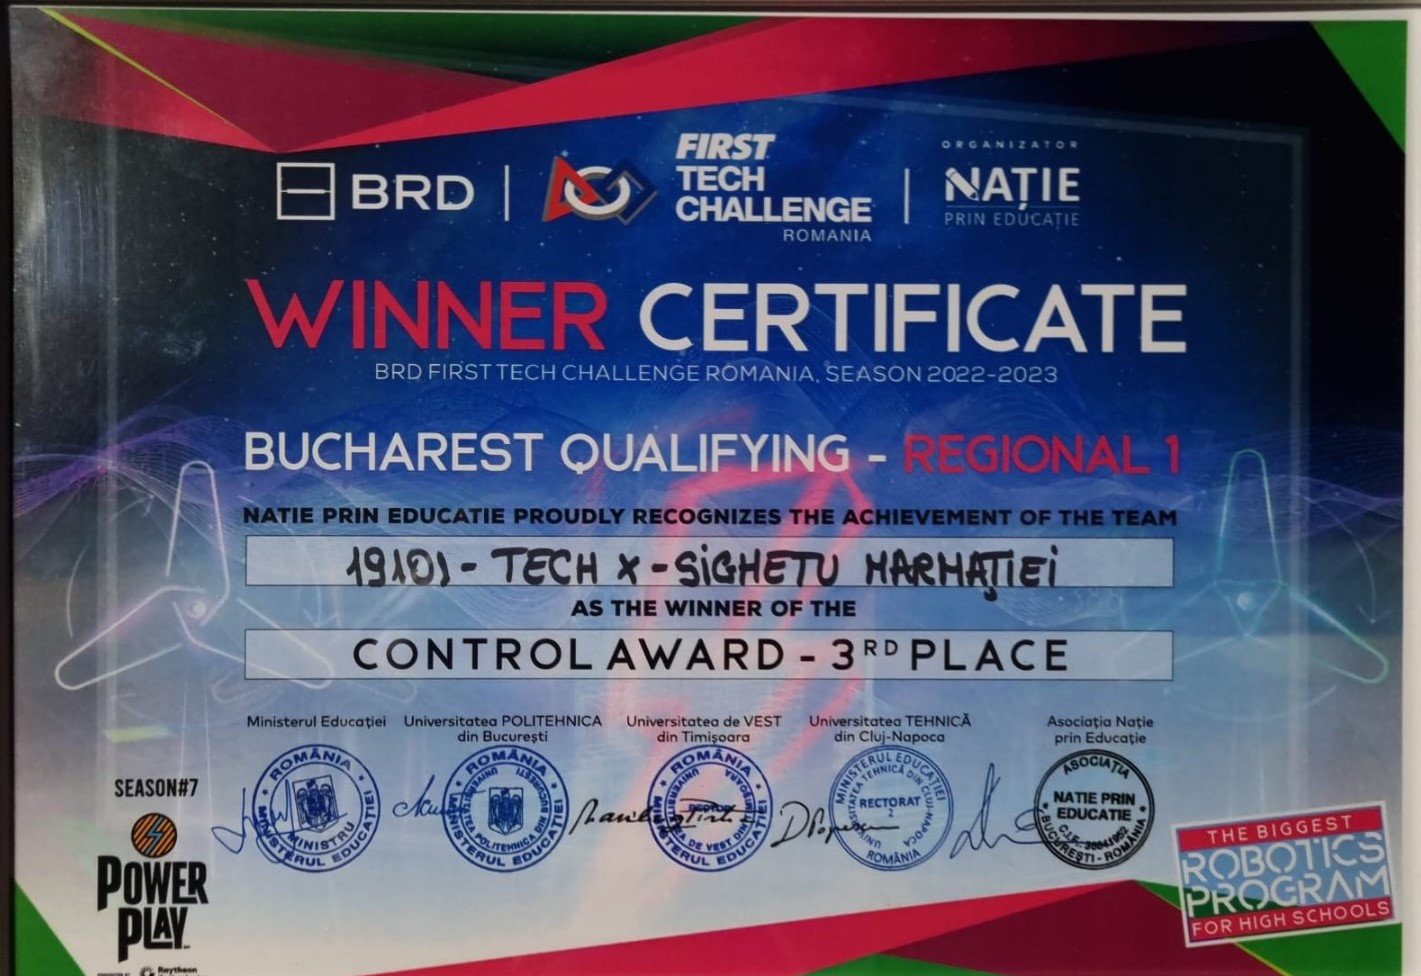 BRD
FIRST
TECH
CHALLENGE
ROMANIA
ORGANIZATOR
NAȚIE
PRIN EDUCAȚIE
WINNER CERTIFICATE
BRD FIRST TECH CHALLENGE ROMANIA, SEASON 2022-2023
BUCHAREST QUALIFYING - REGIONAL 1
NATIE PRIN EDUCATIE PROUDLY RECOGNIZES THE ACHIEVEMENT OF THE TEAM
19101 - TECH X - SIGHETU MARMAȚIEI
AS THE WINNER OF THE
CONTROL AWARD - 3RD PLACE
Ministerul Educației
Universitatea POLITEHNICA
din București
Universitatea de VEST
din Timișoara
Universitatea TEHNICĂ
din Cluj-Napoca
Asociația Nație
prin Educație
ROMÂNIA
MINISTERUL EDUCAȚIEI
MINISTRU
ROMÂNIA
MINISTERUL EDUCAȚIEI
UNIVERSITATEA POLITEHNICA DIN BUCUREȘTI
ROMÂNIA
MINISTERUL EDUCAȚIEI
UNIVERSITATEA DE VEST DIN TIMIȘOARA
RECTOR
MINISTERUL EDUCAȚIEI
UNIVERSITATEA TEHNICĂ DIN CLUJ-NAPOCA
RECTORAT
2
ROMÂNIA
ASOCIAȚIA
NATIE PRIN
EDUCATIE
BUCUREȘTI - ROMÂNIA
SEASON#7
POWER
PLAY
Raytheon
THE BIGGEST
ROBOTICS
PROGRAM
FOR HIGH SCHOOLS